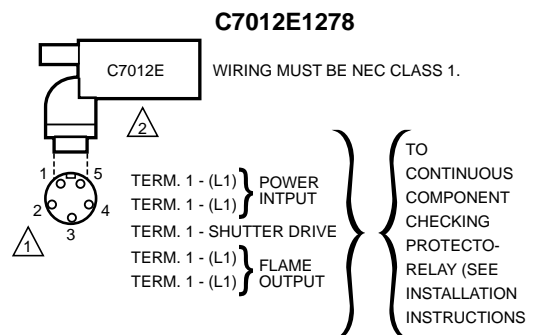 C7012E1278
C7012E
WIRING MUST BE NEC CLASS 1.
2
1
5
2
4
3
1
TERM. 1 - (L1)
TERM. 1 - (L1)
POWER
INTPUT
TERM. 1 - SHUTTER DRIVE
TERM. 1 - (L1)
TERM. 1 - (L1)
FLAME
OUTPUT
TO
CONTINUOUS
COMPONENT
CHECKING
PROTECTO-
RELAY (SEE
INSTALLATION
INSTRUCTIONS